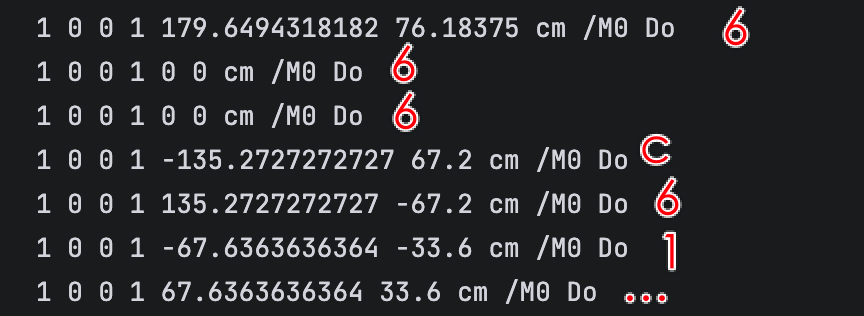 1 0 0 1 179.6494318182 76.18375 cm /M0 Do 6
1 0 0 1 0 0 cm /M0 Do 6
1 0 0 1 0 0 cm /M0 Do 6
1 0 0 1 -135.2727272727 67.2 cm /M0 Do C
1 0 0 1 135.2727272727 -67.2 cm /M0 Do 6
1 0 0 1 -67.6363636364 -33.6 cm /M0 Do 1
1 0 0 1 67.6363636364 33.6 cm /M0 Do ...